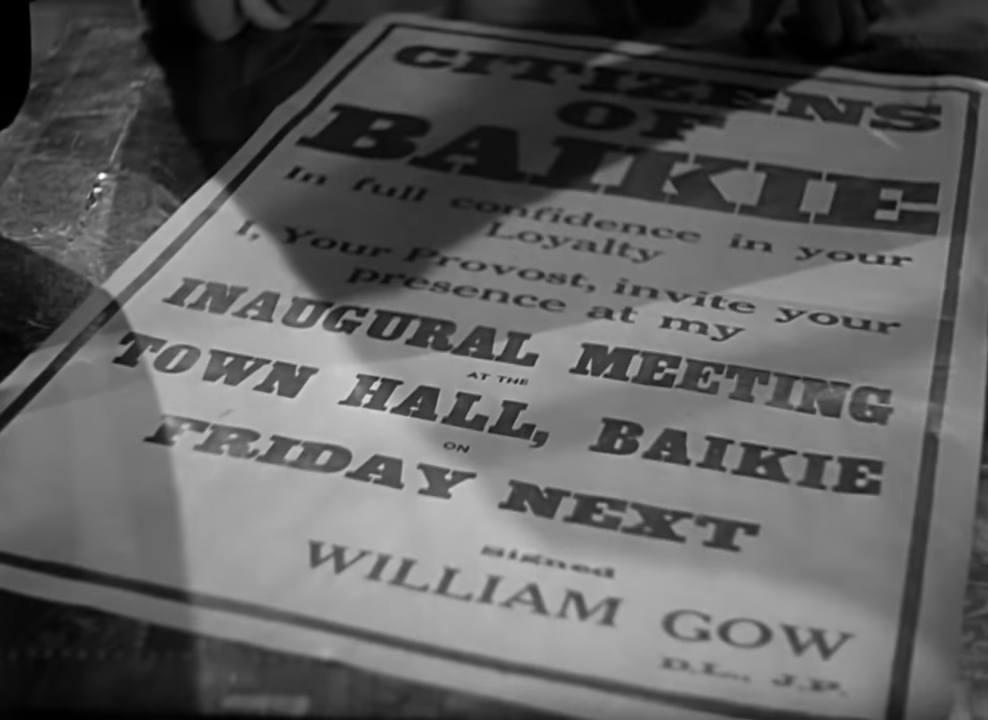 CITIZENS
OF
BAIKIE
In full confidence in your
Loyalty
I, Your Provost, invite your
presence at my
INAUGURAL MEETING
AT THE
TOWN HALL, BAIKIE
ON
FRIDAY NEXT
signed
WILLIAM GOW
D.L., J.P.